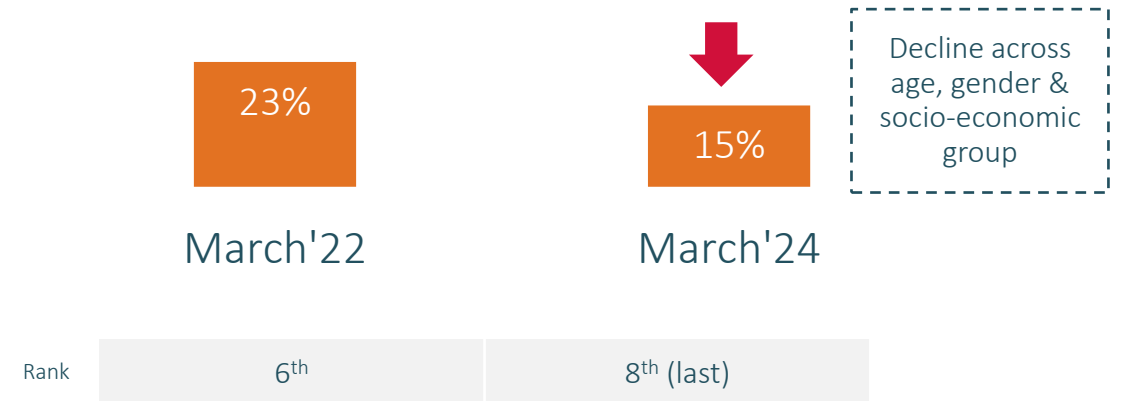 23%
15%
Decline across
age, gender &
socio-economic
group
March'22
March'24
Rank
6th
8th (last)